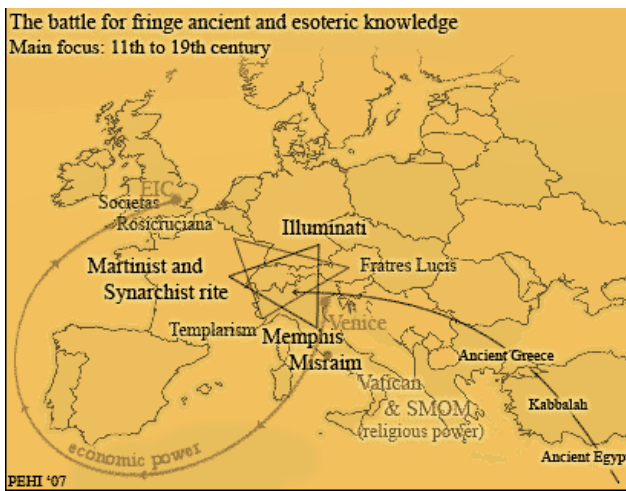 The battle for fringe ancient and esoteric knowledge
Main focus: 11th to 19th century
EIC
Societas
Rosicruciana
Illuminati
Martinist and
Synarchist rite
Fratres Lucis
Templarism
Memphis
Misraim
Venice
Ancient Greece
Vatican
& SMOM
(religious power)
Kabbalah
Ancient Egyp
economic power
PEHI '07